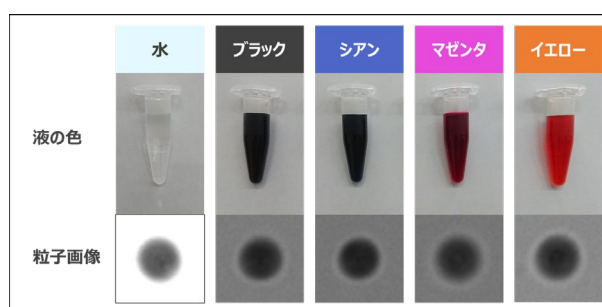 水
ブラック
シアン
マゼンタ
イエロー
液の色
粒子画像